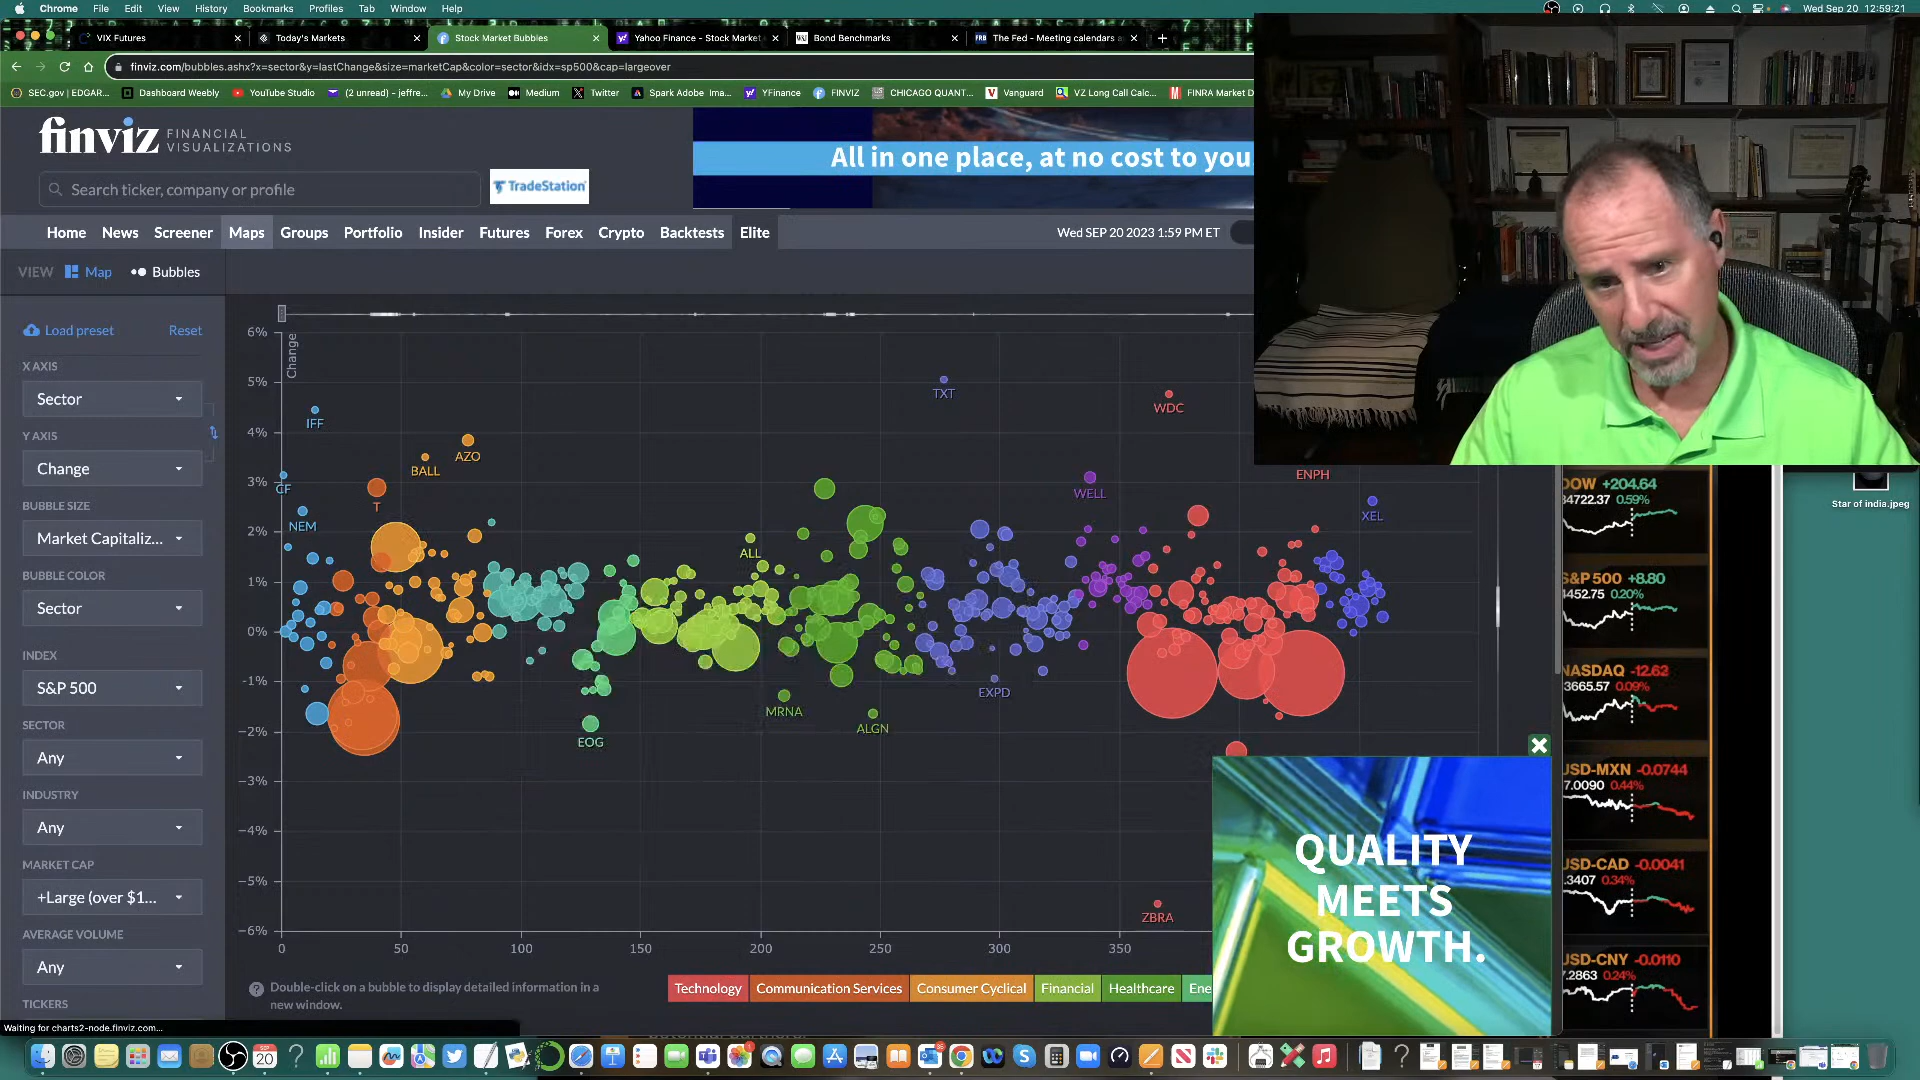 Chrome File Edit View History Bookmarks Profiles Tab Window Help
Wed Sep 20 12:59:21
VIX Futures
Today's Markets
Stock Market Bubbles
Yahoo Finance - Stock Market
Bond Benchmarks
The Fed - Meeting calendars a
finviz.com/bubbles.ashx?x=sector&y=lastChange&size=marketCap&color=sector&idx=sp500&cap=largeover
SEC.gov | EDGAR...
Dashboard Weekly
YouTube Studio
(2 unread) - jeffre...
My Drive
Medium
Twitter
Spark Adobe Ima...
YFinance
FINVIZ
CHICAGO QUANT...
Vanguard
VZ Long Call Calc...
FINRA Market D
finviz
FINANCIAL
VISUALIZATIONS
All in one place, at no cost to you
Search ticker, company or profile
TradeStation
Home News Screener Maps Groups Portfolio Insider Futures Forex Crypto Backtests Elite
Wed SEP 20 2023 1:59 PM ET
VIEW Map Bubbles
Load preset Reset
X AXIS
Sector
Y AXIS
Change
BUBBLE SIZE
Market Capitaliz...
BUBBLE COLOR
Sector
INDEX
S&P 500
SECTOR
Any
INDUSTRY
Any
MARKET CAP
+Large (over $1...
AVERAGE VOLUME
Any
TICKERS
Change
6%
5%
4%
3%
2%
1%
0%
-1%
-2%
-3%
-4%
-5%
-6%
0 50 100 150 200 250 300 350
TXT
WDC
IFF
AZO
BALL
ENPH
CF
T
WELL
NEM
XEL
ALL
EXPD
MRNA
ALGN
EOG
ZBRA
Double-click on a bubble to display detailed information in a
new window.
Technology Communication Services Consumer Cyclical Financial Healthcare Ene
Waiting for charts2-node.finviz.com...
QUALITY
MEETS
GROWTH.
DOW +204.64
34722.37 0.59%
S&P 500 +8.80
4452.75 0.20%
NASDAQ -12.62
3665.57 0.09%
USD-MXN -0.0744
7.0090 0.44%
USD-CAD -0.0041
.3407 0.34%
USD-CNY -0.0110
7.2863 0.24%
Star of india.jpeg
SEP
20